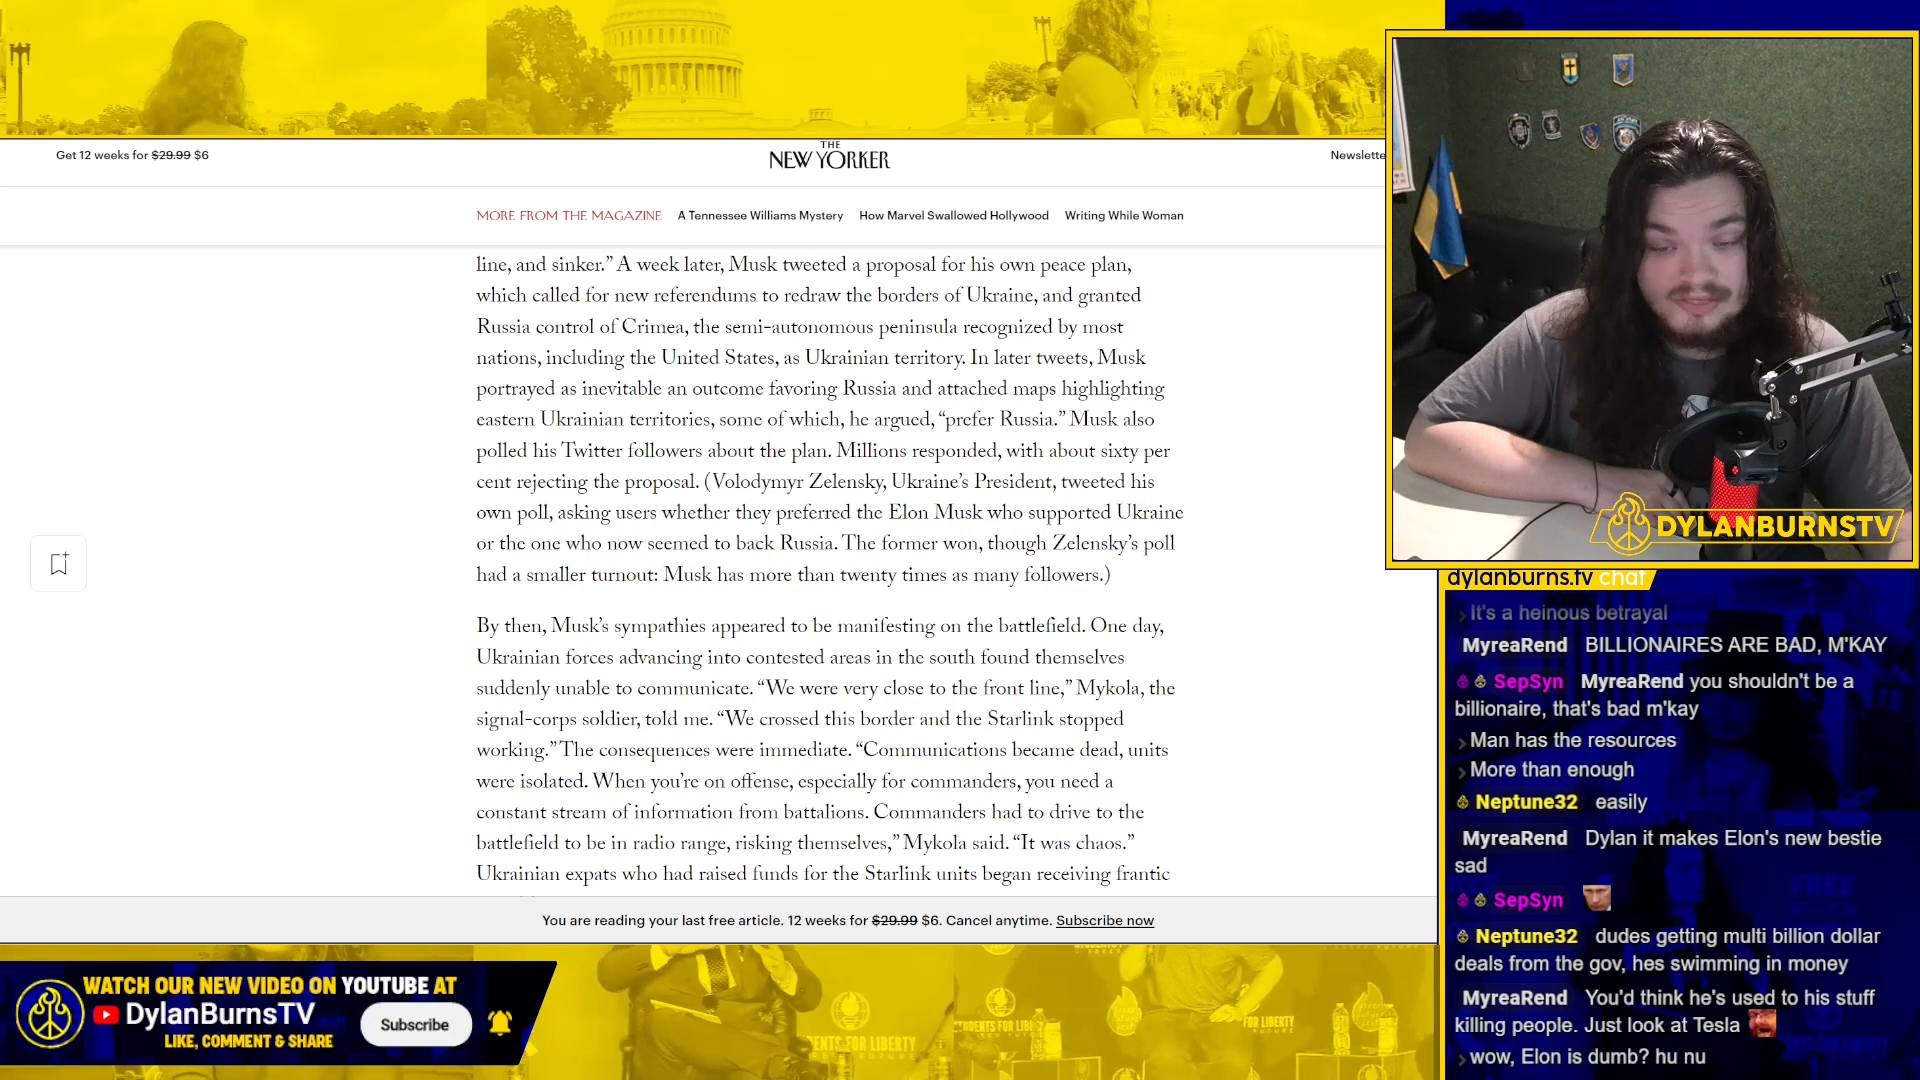 Get 12 weeks for $29.99 $6
THE
NEW YORKER
MORE FROM THE MAGAZINE
A Tennessee Williams Mystery
How Marvel Swallowed Hollywood
Writing While Woman
line, and sinker.” A week later, Musk tweeted a proposal for his own peace plan,
which called for new referendums to redraw the borders of Ukraine, and granted
Russia control of Crimea, the semi-autonomous peninsula recognized by most
nations, including the United States, as Ukrainian territory. In later tweets, Musk
portrayed as inevitable an outcome favoring Russia and attached maps highlighting
eastern Ukrainian territories, some of which, he argued, “prefer Russia.” Musk also
polled his Twitter followers about the plan. Millions responded, with about sixty per
cent rejecting the proposal. (Volodymyr Zelensky, Ukraine’s President, tweeted his
own poll, asking users whether they preferred the Elon Musk who supported Ukraine
or the one who now seemed to back Russia. The former won, though Zelensky’s poll
had a smaller turnout: Musk has more than twenty times as many followers.)
By then, Musk’s sympathies appeared to be manifesting on the battlefield. One day,
Ukrainian forces advancing into contested areas in the south found themselves
suddenly unable to communicate. “We were very close to the front line,” Mykola, the
signal-corps soldier, told me. “We crossed this border and the Starlink stopped
working.” The consequences were immediate. “Communications became dead, units
were isolated. When you’re on offense, especially for commanders, you need a
constant stream of information from battalions. Commanders had to drive to the
battlefield to be in radio range, risking themselves,” Mykola said. “It was chaos.”
Ukrainian expats who had raised funds for the Starlink units began receiving frantic
You are reading your last free article. 12 weeks for $29.99 $6. Cancel anytime. Subscribe now
WATCH OUR NEW VIDEO ON YOUTUBE AT
DylanBurnsTV
Subscribe
LIKE, COMMENT & SHARE
DYLANBURNSTV
dylanburns.tv chat
It's a heinous betrayal
MyreaRend BILLIONAIRES ARE BAD, M'KAY
SepSyn MyreaRend you shouldn't be a
billionaire, that's bad m'kay
Man has the resources
More than enough
Neptune32 easily
MyreaRend Dylan it makes Elon's new bestie
sad
SepSyn
Neptune32 dudes getting multi billion dollar
deals from the gov, hes swimming in money
MyreaRend You'd think he's used to his stuff
killing people. Just look at Tesla
wow, Elon is dumb? hu nu